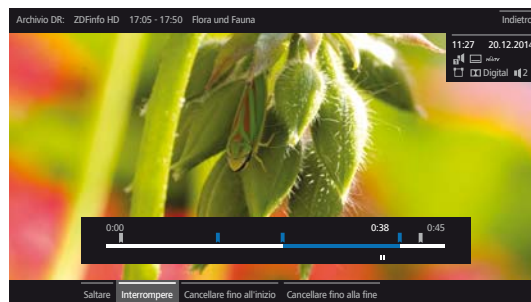 Archivio DR: ZDFinfo HD 17:05 - 17:50 Flora und Fauna
Indietro
11:27 20.12.2014
HbbTV
Digital 2
0:00 0:38 0:45
Saltare Interrompere Cancellare fino all'inizio Cancellare fino alla fine